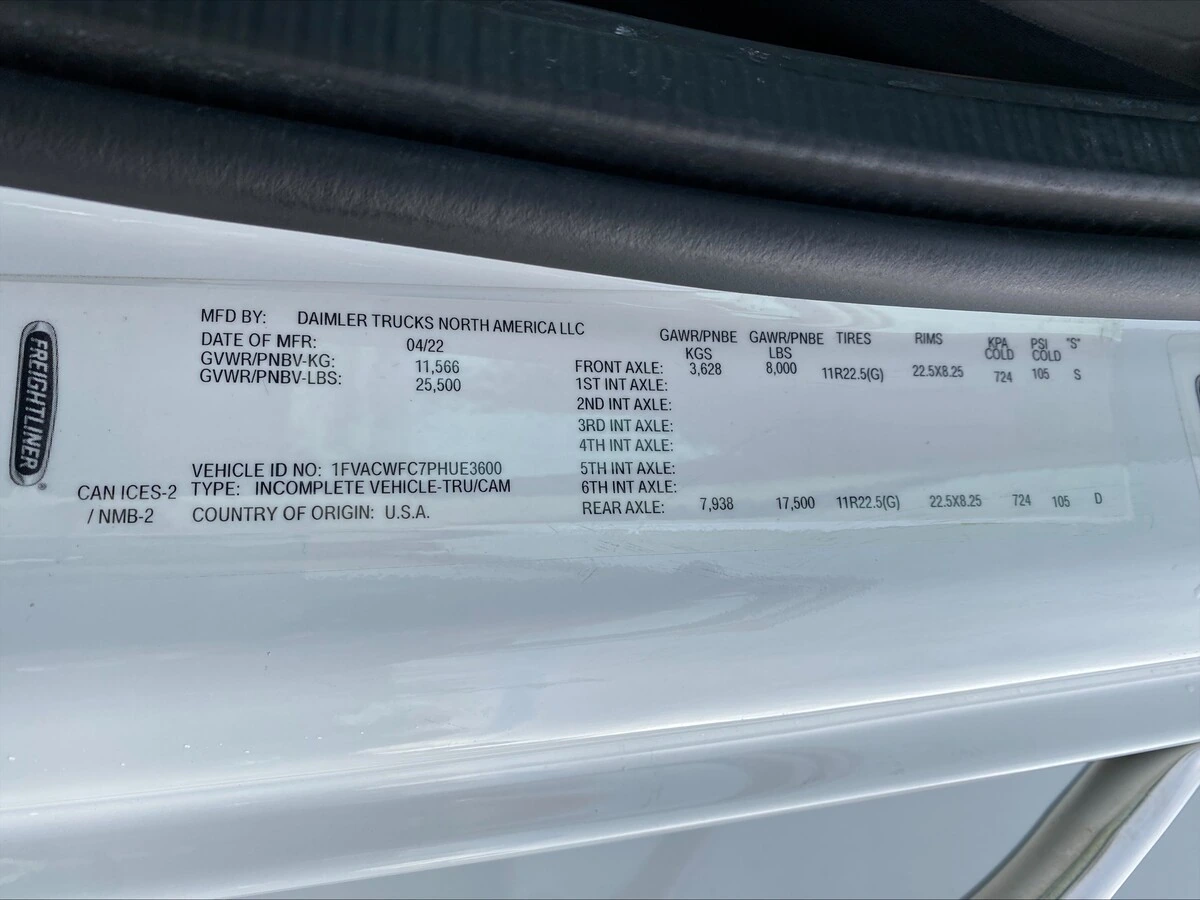 FREIGHTLINER®
MFD BY: DAIMLER TRUCKS NORTH AMERICA LLC
DATE OF MFR: 04/22
GVWR/PNBV-KG: 11,566
GVWR/PNBV-LBS: 25,500
VEHICLE ID NO: 1FVACWFC7PHUE3600
CAN ICES-2 TYPE: INCOMPLETE VEHICLE-TRU/CAM
/ NMB-2 COUNTRY OF ORIGIN: U.S.A.
GAWR/PNBE GAWR/PNBE TIRES RIMS KPA PSI "S"
KGS LBS COLD COLD
FRONT AXLE: 3,628 8,000 11R22.5(G) 22.5X8.25 724 105 S
1ST INT AXLE:
2ND INT AXLE:
3RD INT AXLE:
4TH INT AXLE:
5TH INT AXLE:
6TH INT AXLE:
REAR AXLE: 7,938 17,500 11R22.5(G) 22.5X8.25 724 105 D